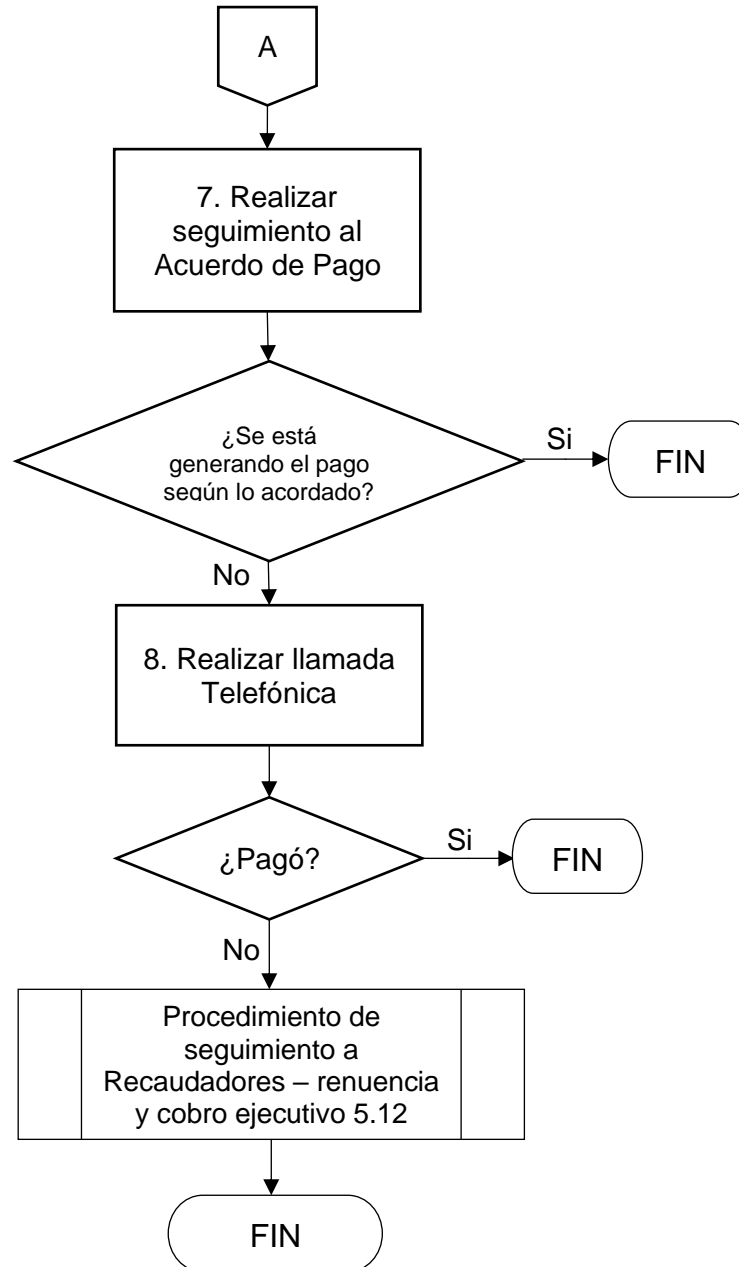 A
7. Realizar
seguimiento al
Acuerdo de Pago
¿Se está
generando el pago
según lo acordado?
Si
FIN
No
8. Realizar llamada
Telefónica
¿Pagó?
Si
FIN
No
Procedimiento de
seguimiento a
Recaudadores – renuencia
y cobro ejecutivo 5.12
FIN